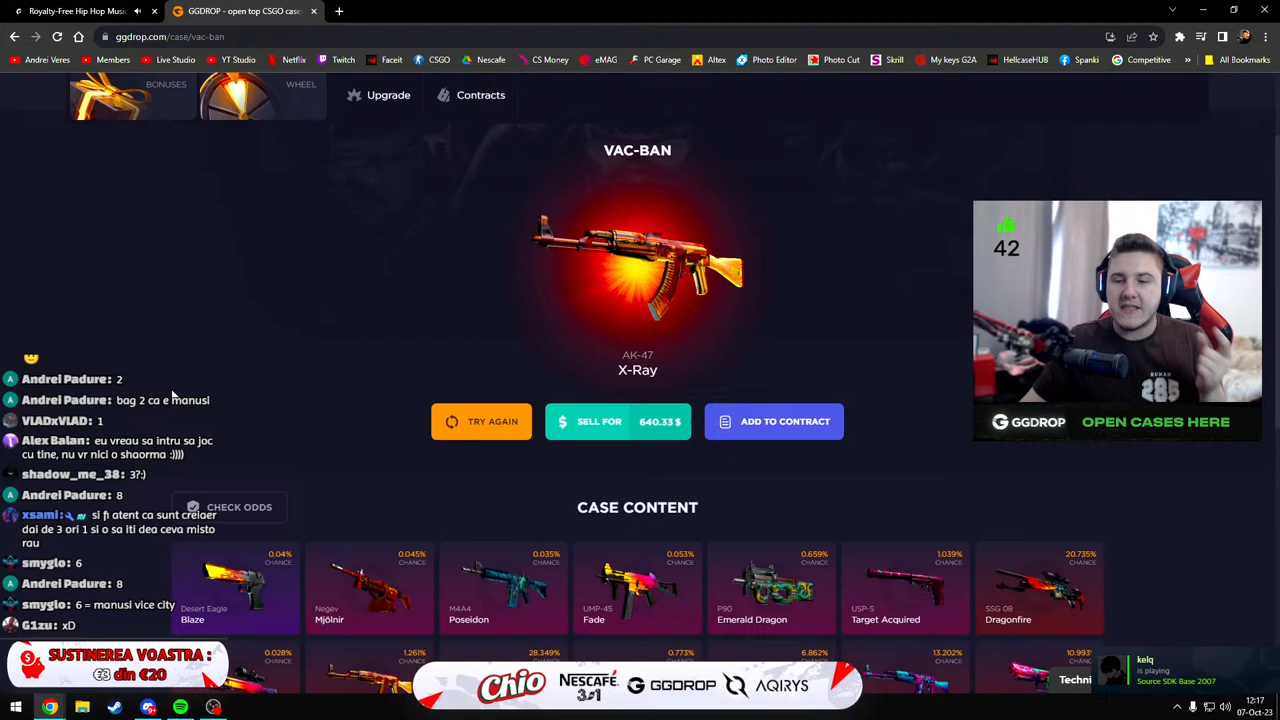 Royalty-Free Hip Hop Music
GGDROP - open top CSGO case
ggdrop.com/case/vac-ban
Andrei Veres
Members
Live Studio
YT Studio
Netflix
Twitch
Faceit
CSGO
Nescafe
CS Money
eMAG
PC Garage
Altex
Photo Editor
Photo Cut
Skrill
My keys G2A
HellcaseHUB
Spanki
Competitive
»
All Bookmarks
BONUSES
WHEEL
Upgrade
Contracts
VAC-BAN
AK-47
X-Ray
TRY AGAIN
$ SELL FOR 640.33 $
ADD TO CONTRACT
42
HUMAN
285
GGDROP OPEN CASES HERE
Andrei Padure: 2
Andrei Padure: bag 2 ca e manusi
VLADxVLAD: 1
Alex Balan: eu vreau sa intru sa joc
cu tine, nu vr nici o shaorma :))))
shadow_me_38: 3?:)
Andrei Padure: 8
xsami: si fi atent ca sunt creiaer
dai de 3 ori 1 si o sa iti dea ceva misto
rau
smyglo: 6
Andrei Padure: 8
smyglo: 6 = manusi vice city
G1zu: xD
CHECK ODDS
CASE CONTENT
0.04%
CHANCE
Desert Eagle
Blaze
0.045%
CHANCE
Negev
Mjölnir
0.035%
CHANCE
M4A4
Poseidon
0.053%
CHANCE
UMP-45
Fade
0.659%
CHANCE
P90
Emerald Dragon
1.039%
CHANCE
USP-S
Target Acquired
20.735%
CHANCE
SSG 08
Dragonfire
0.028%
CHANCE
1.261%
CHANCE
28.349%
CHANCE
0.773%
CHANCE
6.862%
CHANCE
13.202%
CHANCE
10.993%
SUSTINEREA VOASTRA :
€3 din €20
Chio
NESCAFÉ
3in1
GGDROP
AQIRYS
Techni
kelq
is playing
Source SDK Base 2007
12:17
07-Oct-23